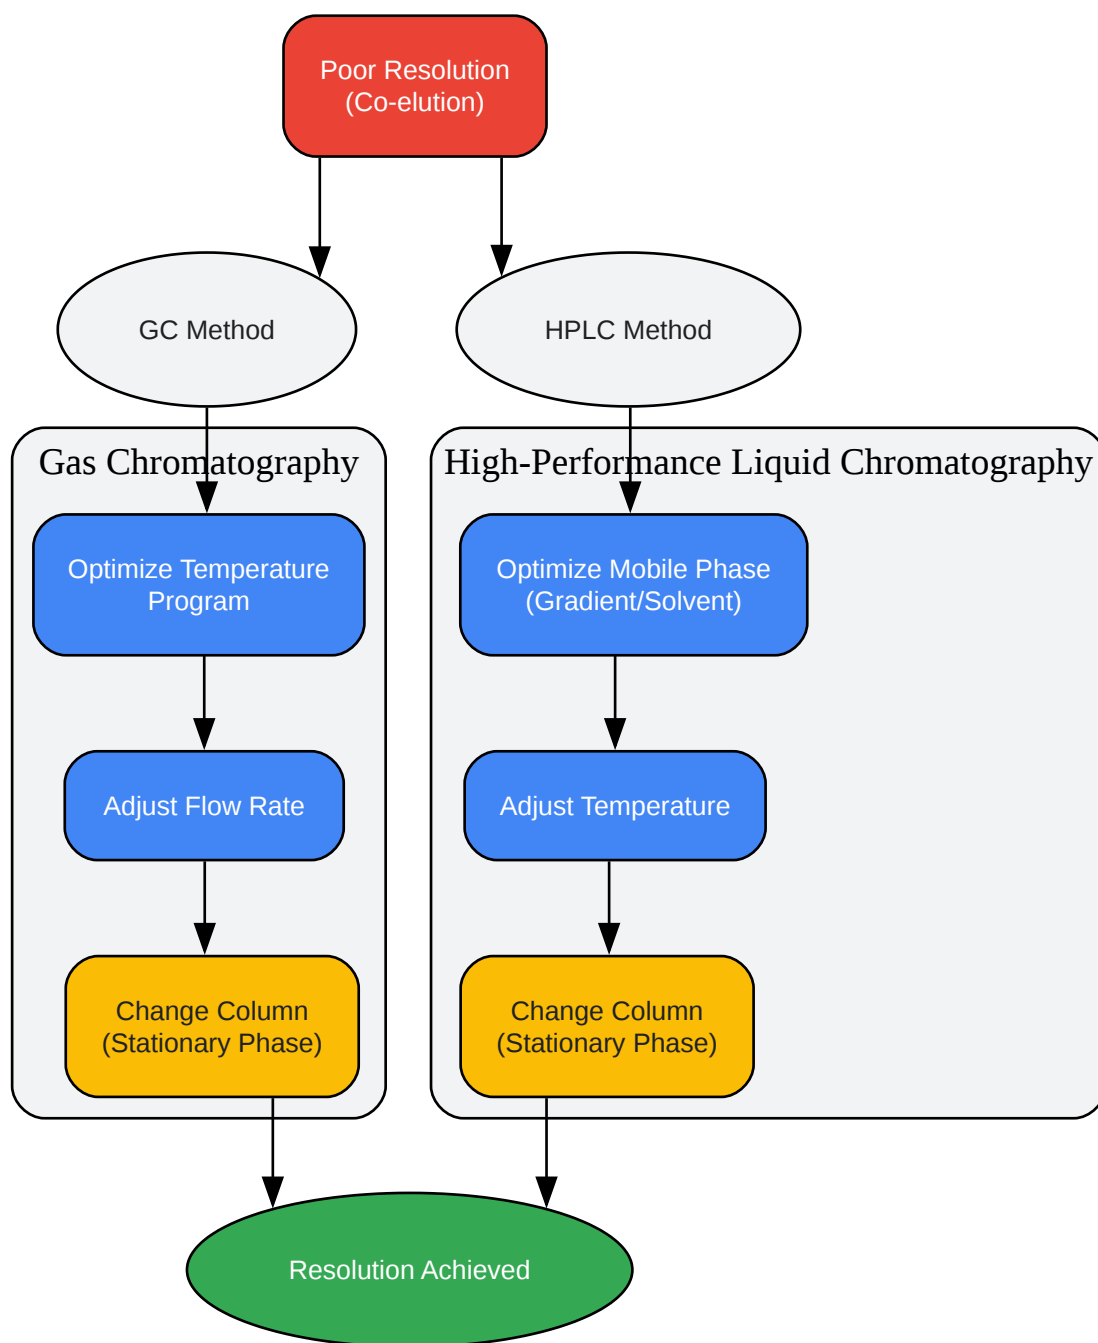 Poor Resolution
(Co-elution)
GC Method
HPLC Method
Gas Chromatography
High-Performance Liquid Chromatography
Optimize Temperature
Program
Optimize Mobile Phase
(Gradient/Solvent)
Adjust Flow Rate
Adjust Temperature
Change Column
(Stationary Phase)
Change Column
(Stationary Phase)
Resolution Achieved